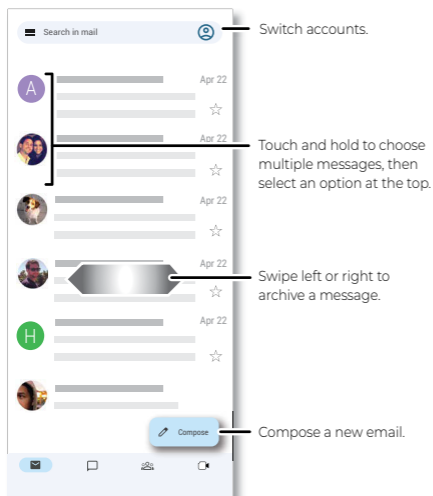 Search in mail
Switch accounts.
Apr 22
A
Apr 22
Touch and hold to choose
multiple messages, then
select an option at the top.
Apr 22
Apr 22
Swipe left or right to
archive a message.
Apr 22
H
Compose
Compose a new email.